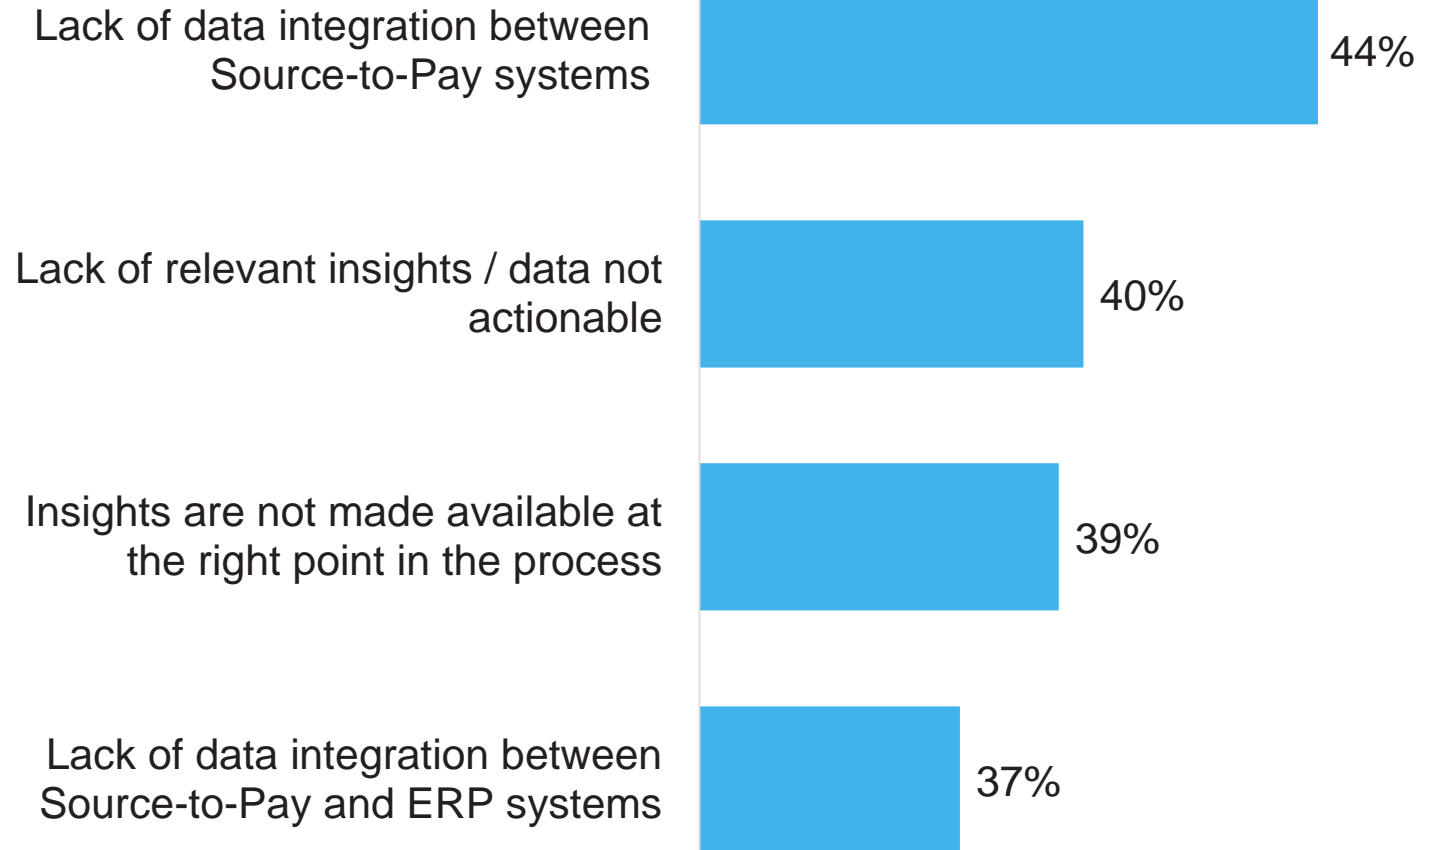 Lack of data integration between
Source-to-Pay systems
44%
Lack of relevant insights / data not
actionable
40%
Insights are not made available at
the right point in the process
39%
Lack of data integration between
Source-to-Pay and ERP systems
37%